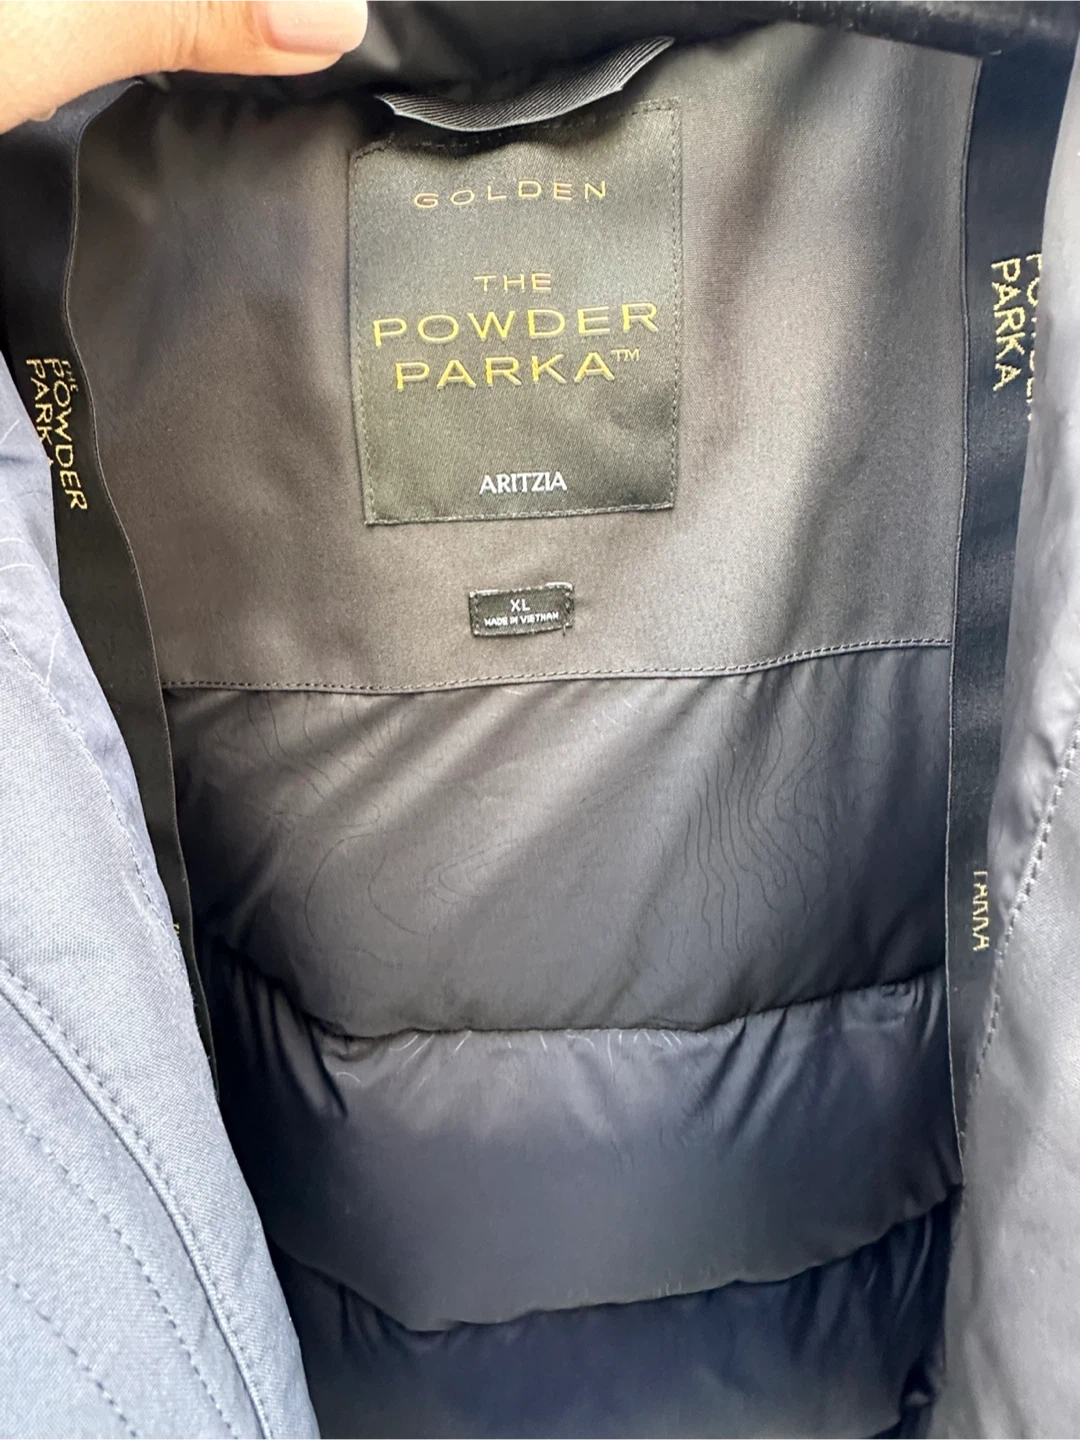 GOLDEN
THE
POWDER
PARKA™
ARITZIA
XL
MADE IN VIETNAM
THE
POWDER
PARKA
POWDER
PARKA
PARKA